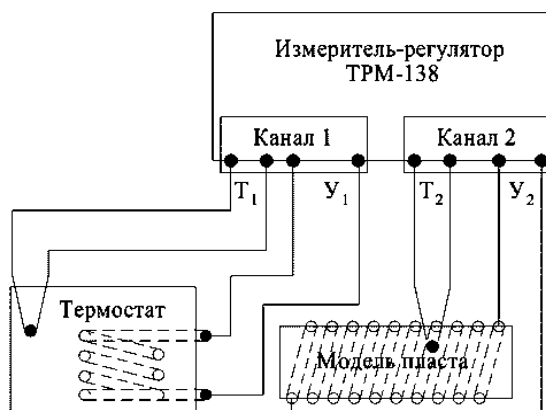 Измеритель-регулятор
ТРМ-138
Канал 1
Канал 2
Т1
У1
Т2
У2
Термостат
Модель пласта